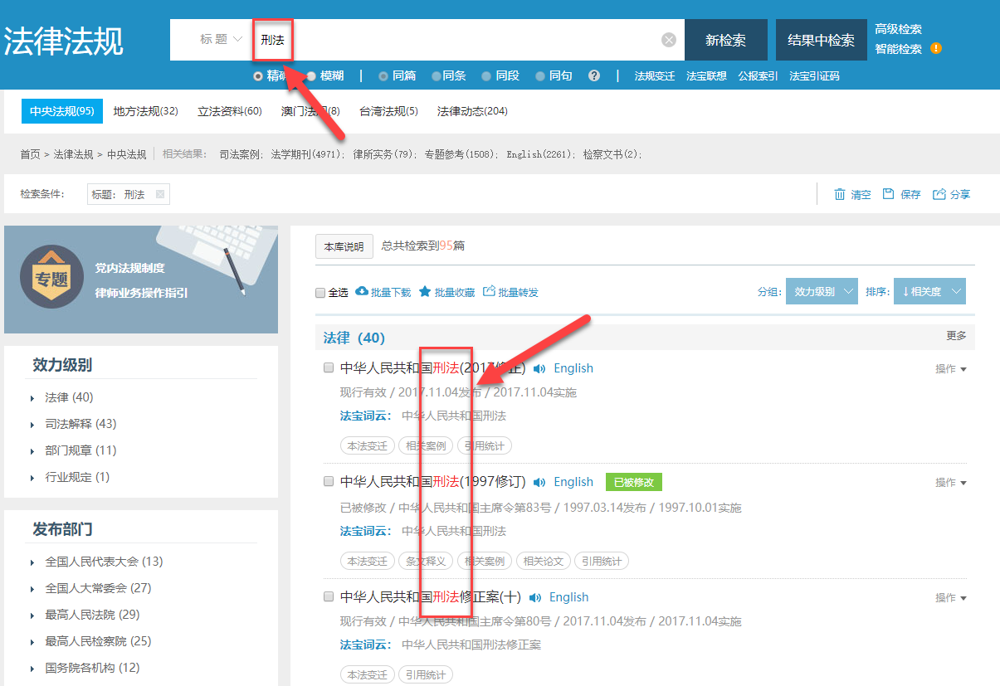 法律法规
标 题 刑法
新检索
结果中检索
高级检索
智能检索
精确 模糊 | 同篇 同条 同段 同句 ? | 法规变迁 法宝联想 公报索引 法宝引证码
中央法规(95) 地方法规(32) 立法资料(60) 澳门法规(8) 台湾法规(5) 法律动态(204)
首页 > 法律法规 > 中央法规 相关结果: 司法案例; 法学期刊(4971); 律所实务(79); 专题参考(1508); English(2261); 检察文书(2);
检索条件: 标题: 刑法
清空 保存 分享
专题
党内法规制度
律师业务操作指引
效力级别
法律 (40)
司法解释 (43)
部门规章 (11)
行业规定 (1)
发布部门
全国人民代表大会 (13)
全国人大常委会 (27)
最高人民法院 (29)
最高人民检察院 (25)
国务院各机构 (12)
本库说明 总共检索到95篇
全选 批量下载 批量收藏 批量转发
分组: 效力级别 排序: ↓相关度
法律 (40) 更多
中华人民共和国刑法(2017修正) English 操作
现行有效 / 2017.11.04发布 / 2017.11.04实施
法宝词云: 中华人民共和国刑法
本法变迁 相关案例 引用统计
中华人民共和国刑法(1997修订) English 已被修改 操作
已被修改 / 中华人民共和国主席令第83号 / 1997.03.14发布 / 1997.10.01实施
法宝词云: 中华人民共和国刑法
本法变迁 条文释义 相关案例 相关论文 引用统计
中华人民共和国刑法修正案(十) English 操作
现行有效 / 中华人民共和国主席令第80号 / 2017.11.04发布 / 2017.11.04实施
法宝词云: 中华人民共和国刑法修正案
本法变迁 引用统计